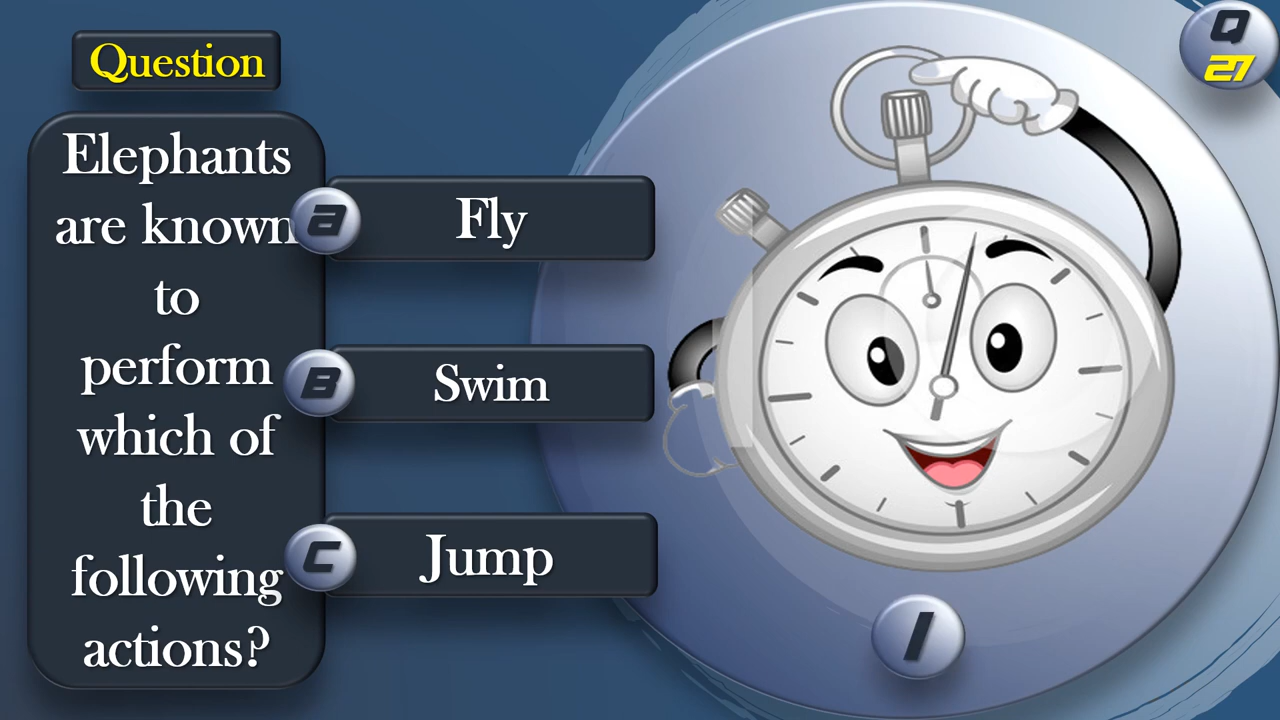 Question
Elephants
are known
to
perform
which of
the
following
actions?
a Fly
B Swim
C Jump
Q
27
1